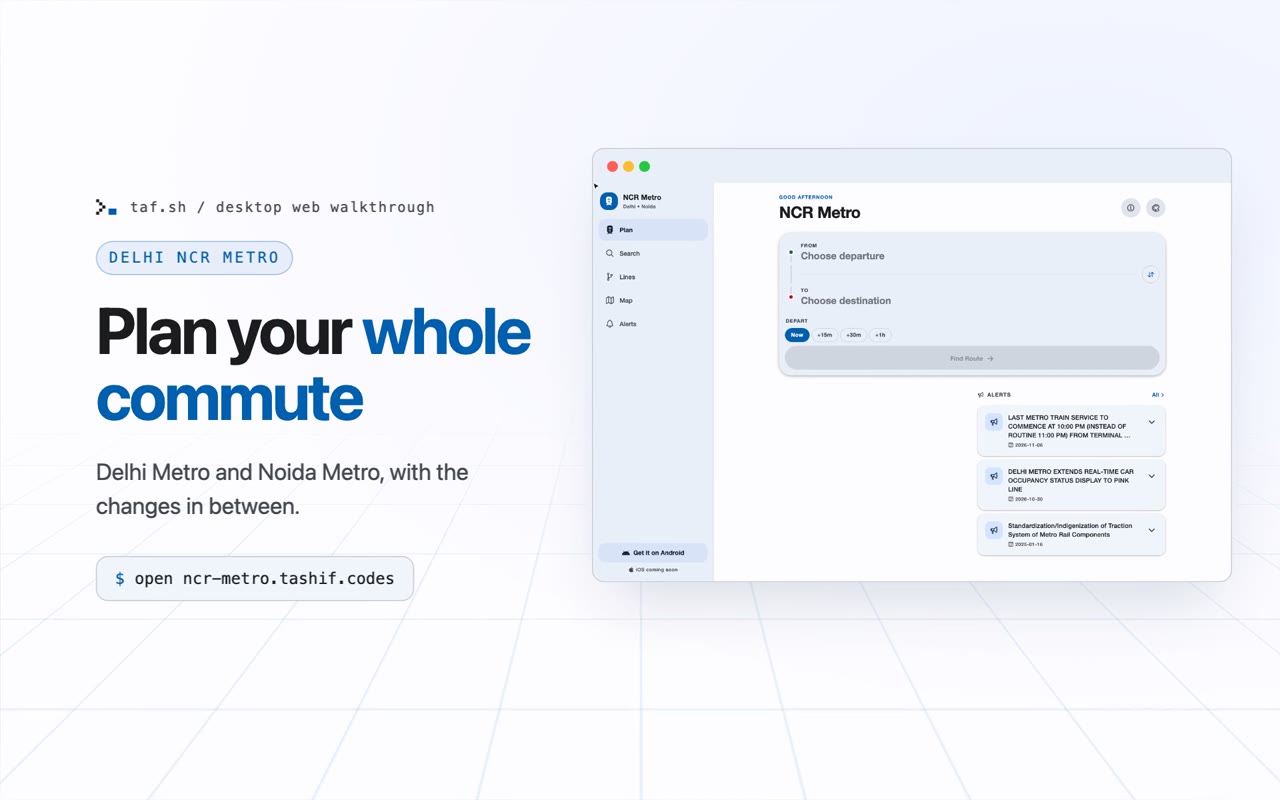 taf.sh / desktop web walkthrough
DELHI NCR METRO
Plan your whole
commute
Delhi Metro and Noida Metro, with the
changes in between.
$ open ncr-metro.tashif.codes
NCR Metro
Delhi • Noida
Plan
Search
Lines
Map
Alerts
Get it on Android
iOS coming soon
GOOD AFTERNOON
NCR Metro
FROM
Choose departure
TO
Choose destination
DEPART
Now +15m +30m +1h
Find Route →
ALERTS All ›
LAST METRO TRAIN SERVICE TO
COMMENCE AT 10:00 PM (INSTEAD OF
ROUTINE 11:00 PM) FROM TERMINAL ...
2026-11-06
DELHI METRO EXTENDS REAL-TIME CAR
OCCUPANCY STATUS DISPLAY TO PINK
LINE
2026-10-30
Standardization/Indigenization of Traction
System of Metro Rail Components
2025-01-16